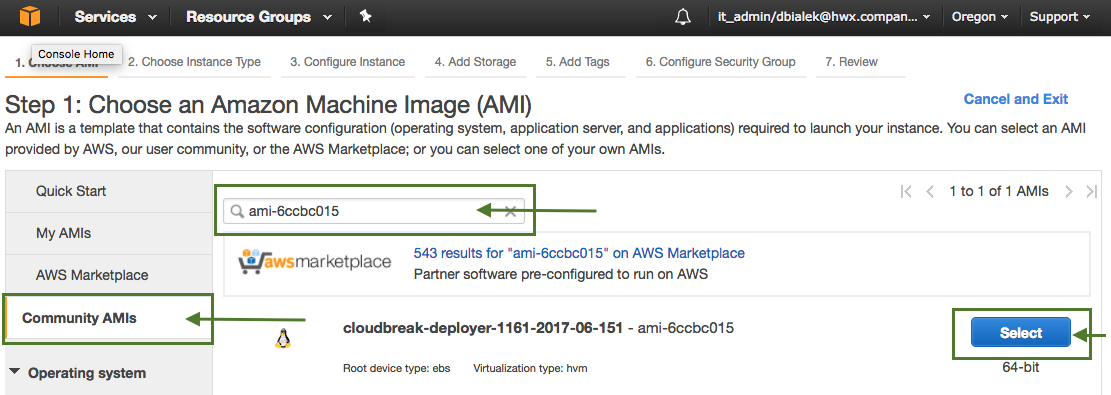 Services Resource Groups it_admin/dbialek@hwx.compan... Oregon Support
Console Home
1. Choose AMI 2. Choose Instance Type 3. Configure Instance 4. Add Storage 5. Add Tags 6. Configure Security Group 7. Review
Step 1: Choose an Amazon Machine Image (AMI)
Cancel and Exit
An AMI is a template that contains the software configuration (operating system, application server, and applications) required to launch your instance. You can select an AMI
provided by AWS, our user community, or the AWS Marketplace; or you can select one of your own AMIs.
Quick Start
My AMIs
AWS Marketplace
Community AMIs
Operating system
ami-6ccbc015
1 to 1 of 1 AMIs
awsmarketplace
543 results for "ami-6ccbc015" on AWS Marketplace
Partner software pre-configured to run on AWS
cloudbreak-deployer-1161-2017-06-151 - ami-6ccbc015
Root device type: ebs Virtualization type: hvm
Select
64-bit